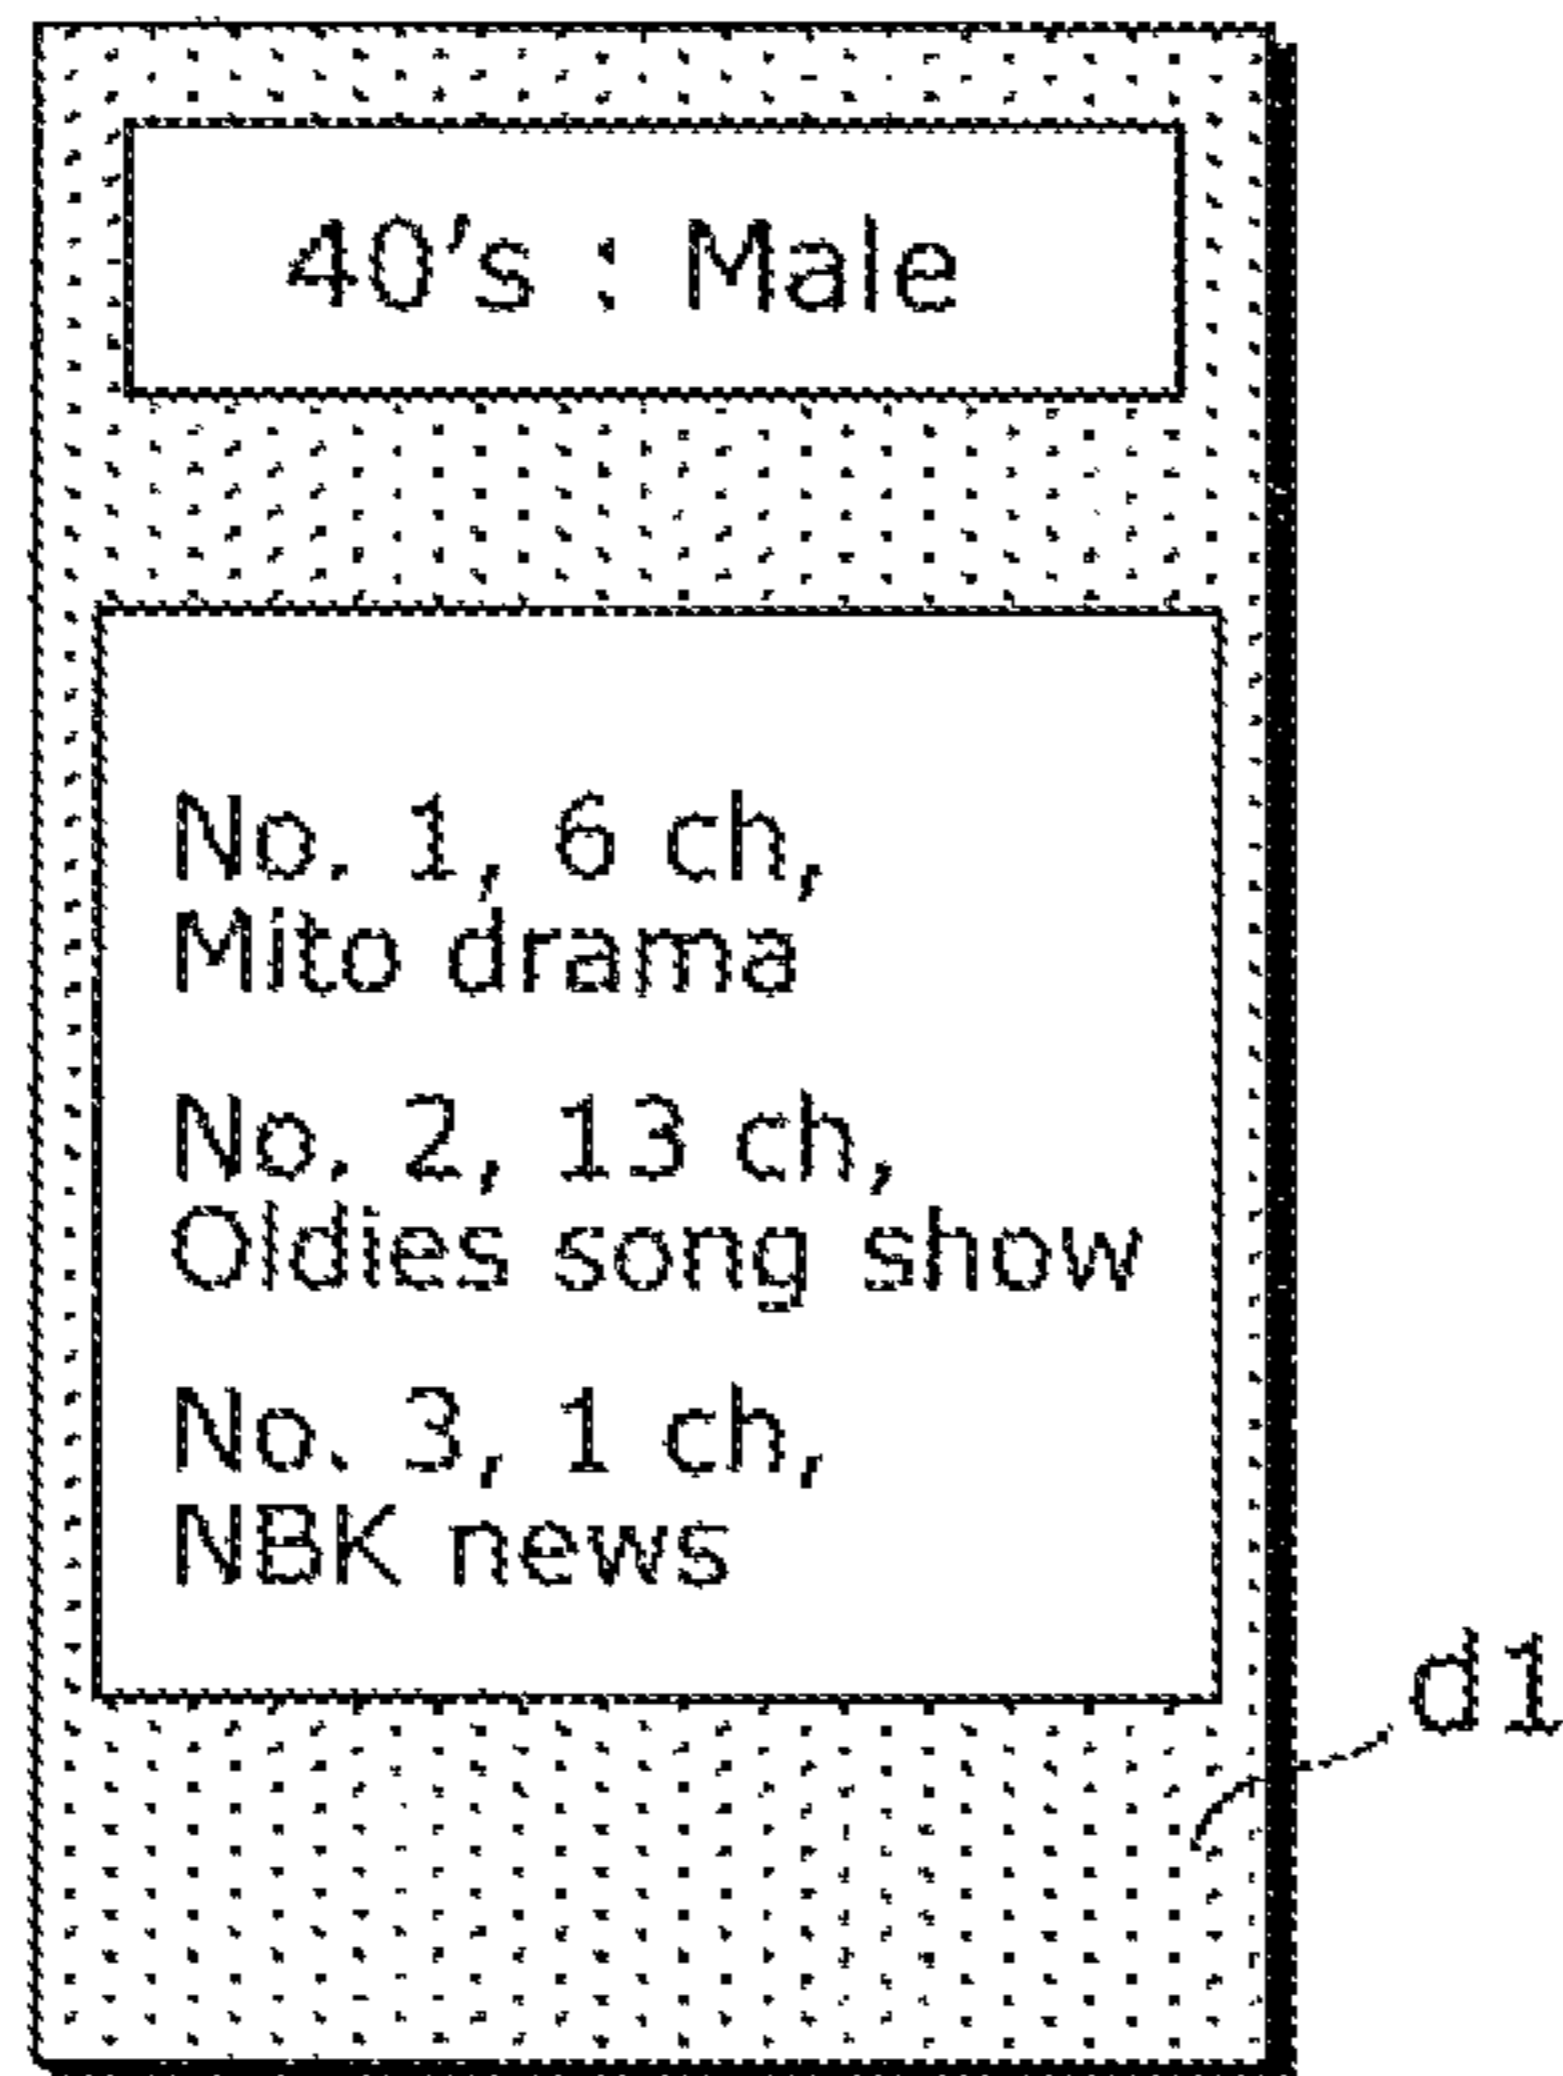 40's : Male
No. 1, 6 ch,
Mito drama
No. 2, 13 ch,
Oldies song show
No. 3, 1 ch,
NBK news
d1